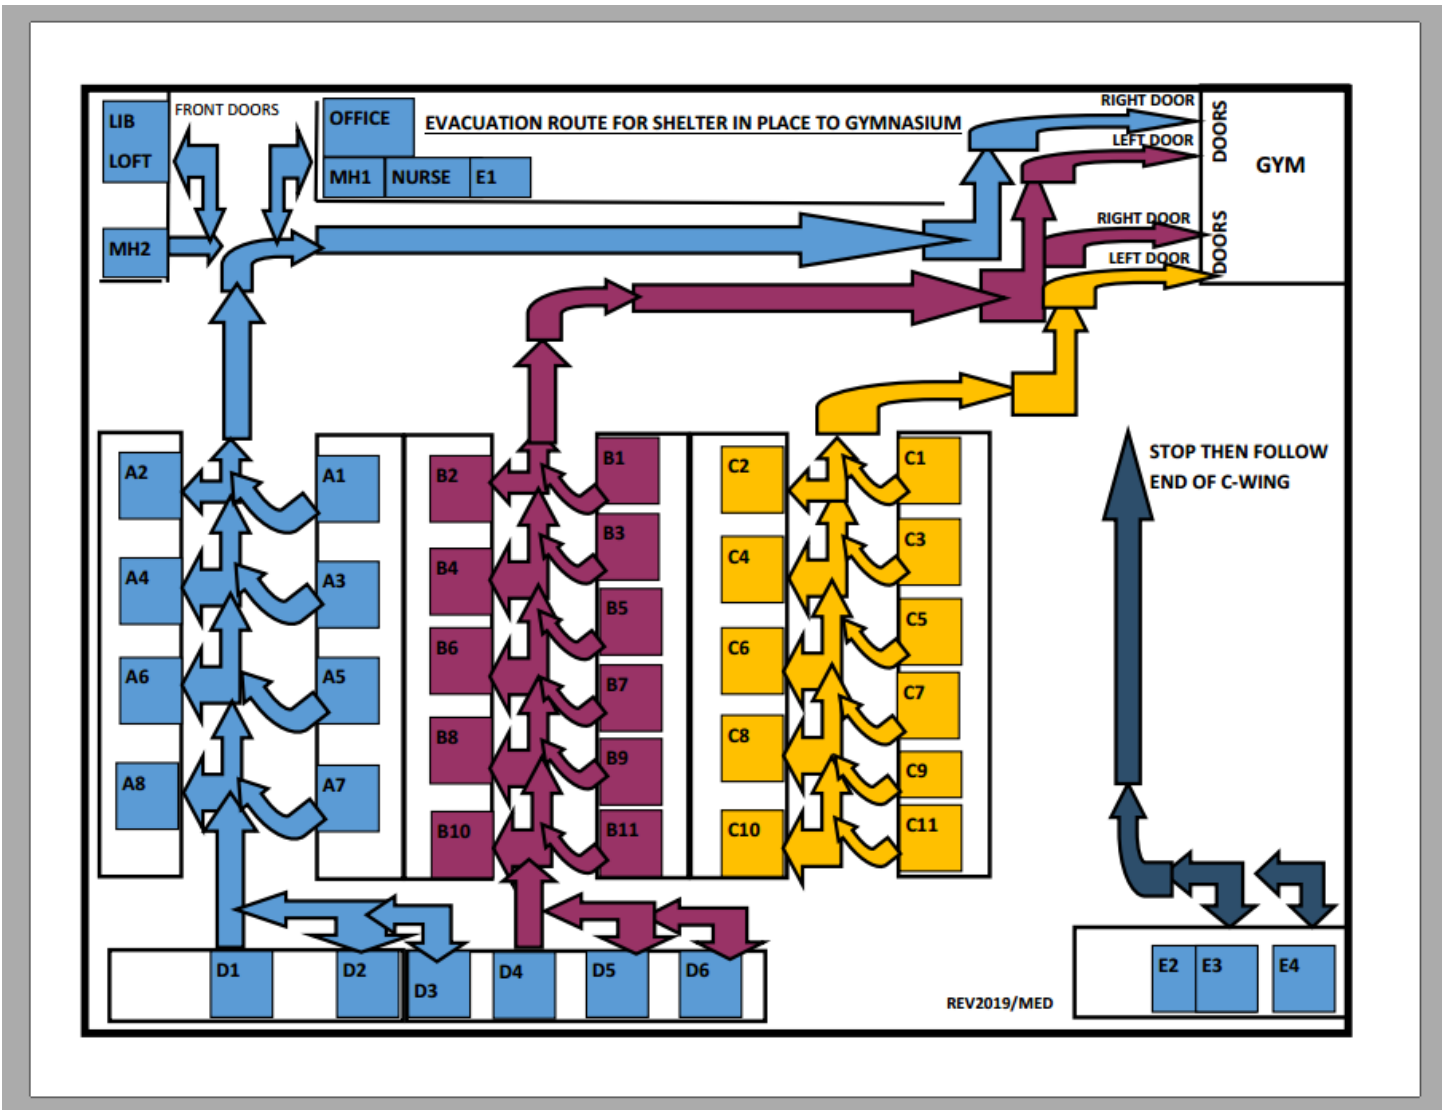 LIB
LOFT
FRONT DOORS
OFFICE
EVACUATION ROUTE FOR SHELTER IN PLACE TO GYMNASIUM
RIGHT DOOR
DOORS
LEFT DOOR
GYM
MH1 NURSE E1
MH2
RIGHT DOOR
DOORS
LEFT DOOR
STOP THEN FOLLOW
END OF C-WING
A2
A1
A4
A3
A6
A5
A8
A7
B2
B1
B3
B4
B5
B6
B7
B8
B9
B10
B11
C2
C1
C4
C3
C5
C6
C7
C8
C9
C10
C11
D1
D2
D3
D4
D5
D6
E2 E3 E4
REV2019/MED